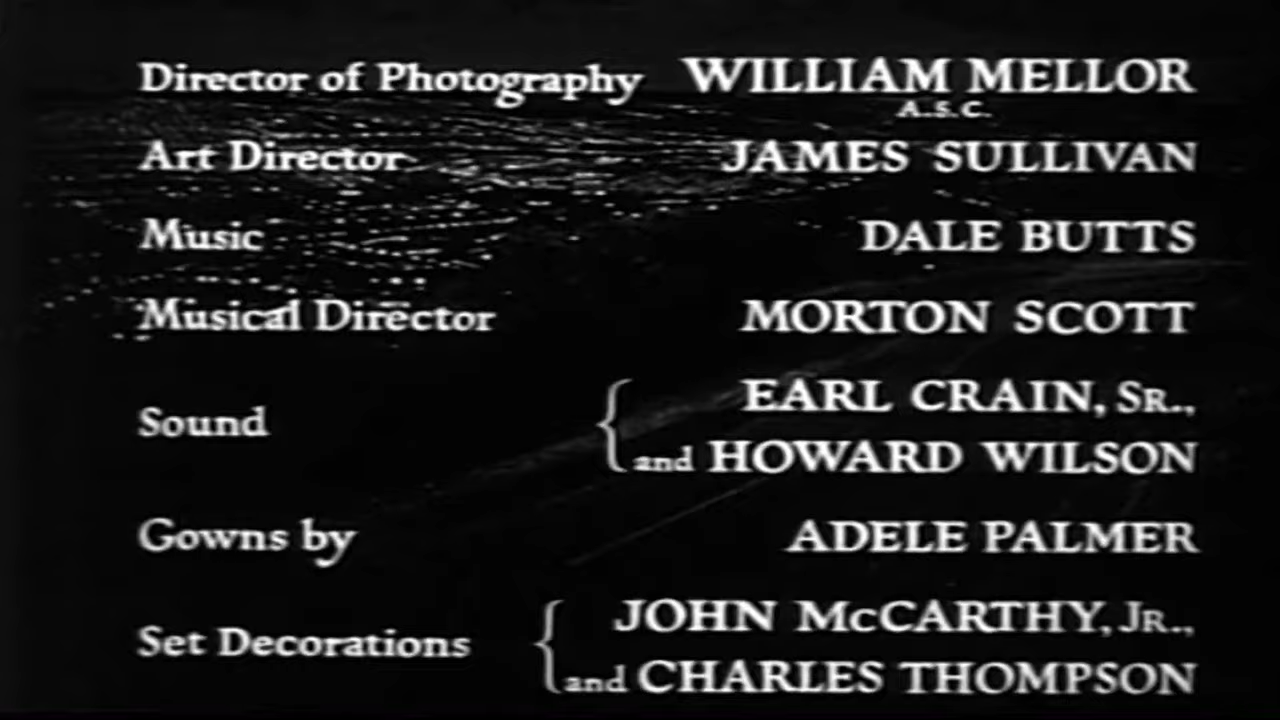 Director of Photography WILLIAM MELLOR
A.S.C.
Art Director JAMES SULLIVAN
Music DALE BUTTS
Musical Director MORTON SCOTT
Sound { EARL CRAIN, SR.,
and HOWARD WILSON
Gowns by ADELE PALMER
Set Decorations { JOHN McCARTHY, JR.,
and CHARLES THOMPSON